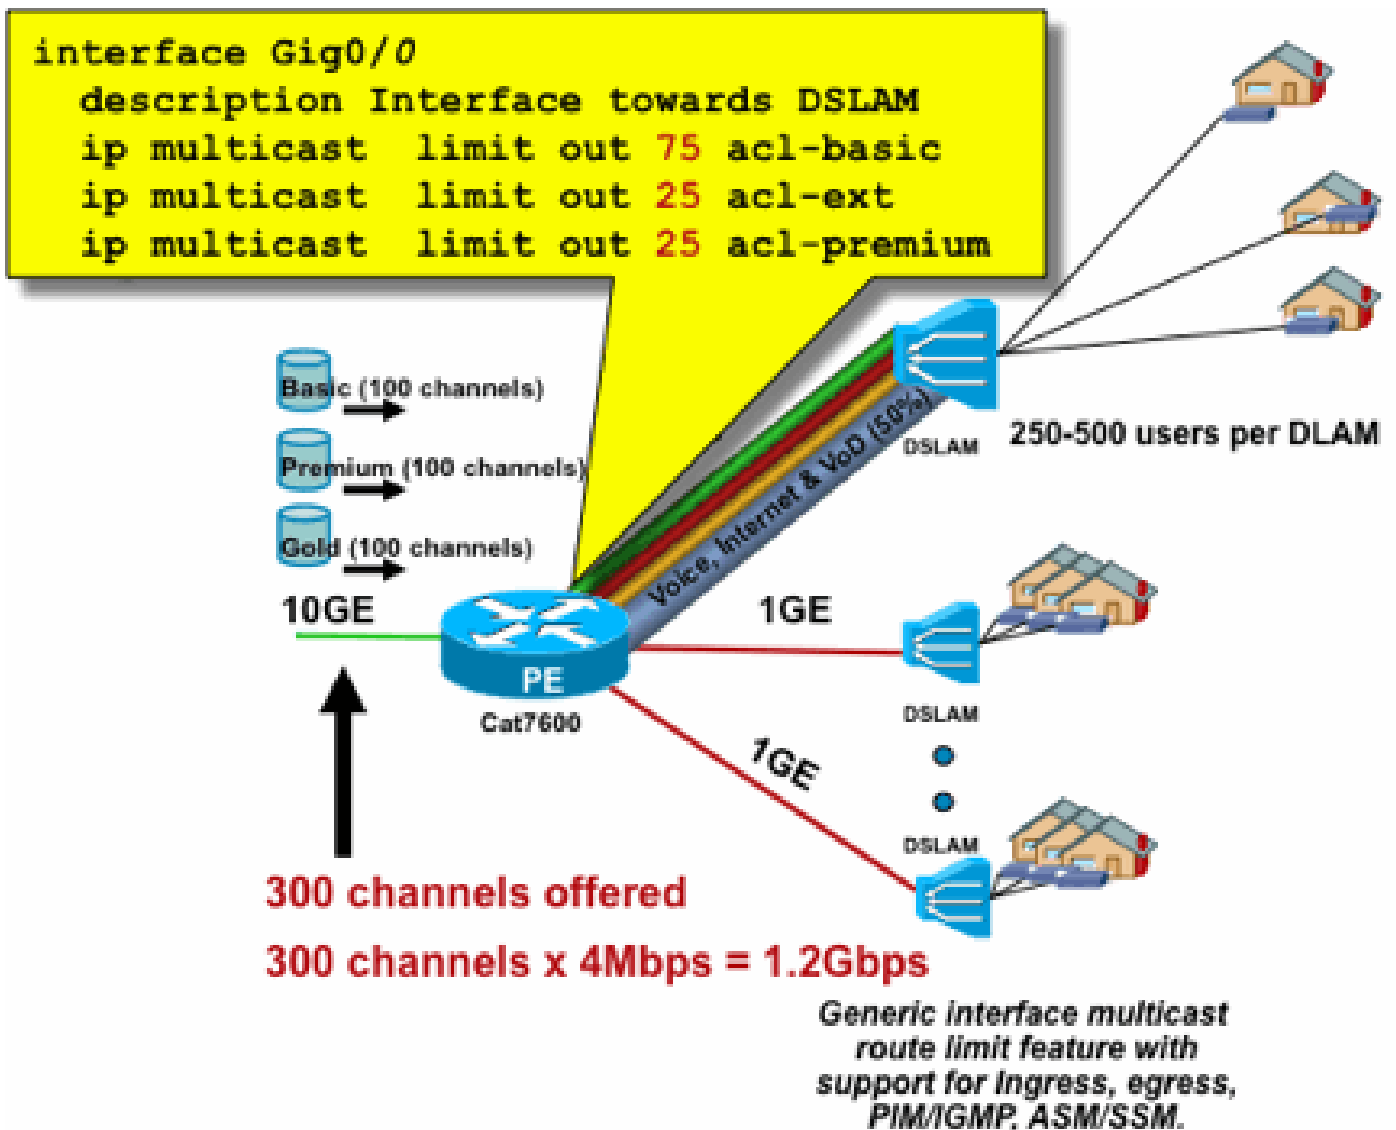 interface Gig0/0
description Interface towards DSLAM
ip multicast limit out 75 acl-basic
ip multicast limit out 25 acl-ext
ip multicast limit out 25 acl-premium
Basic (100 channels)
Premium (100 channels)
Gold (100 channels)
10GE
PE
Cat7600
Voice, Internet & VoD (50%)
DSLAM
250-500 users per DLAM
1GE
DSLAM
1GE
DSLAM
300 channels offered
300 channels x 4Mbps = 1.2Gbps
Generic interface multicast
route limit feature with
support for Ingress, egress,
PIM/IGMP, ASM/SSM.